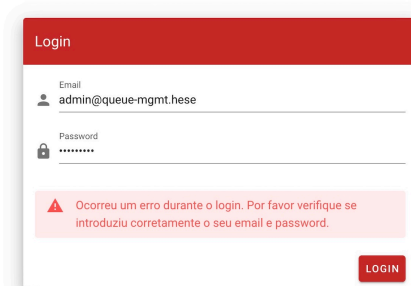 Login
Email
admin@queue-mgmt.hese
Password
•••••••••
Ocorreu um erro durante o login. Por favor verifique se
introduziu corretamente o seu email e password.
LOGIN